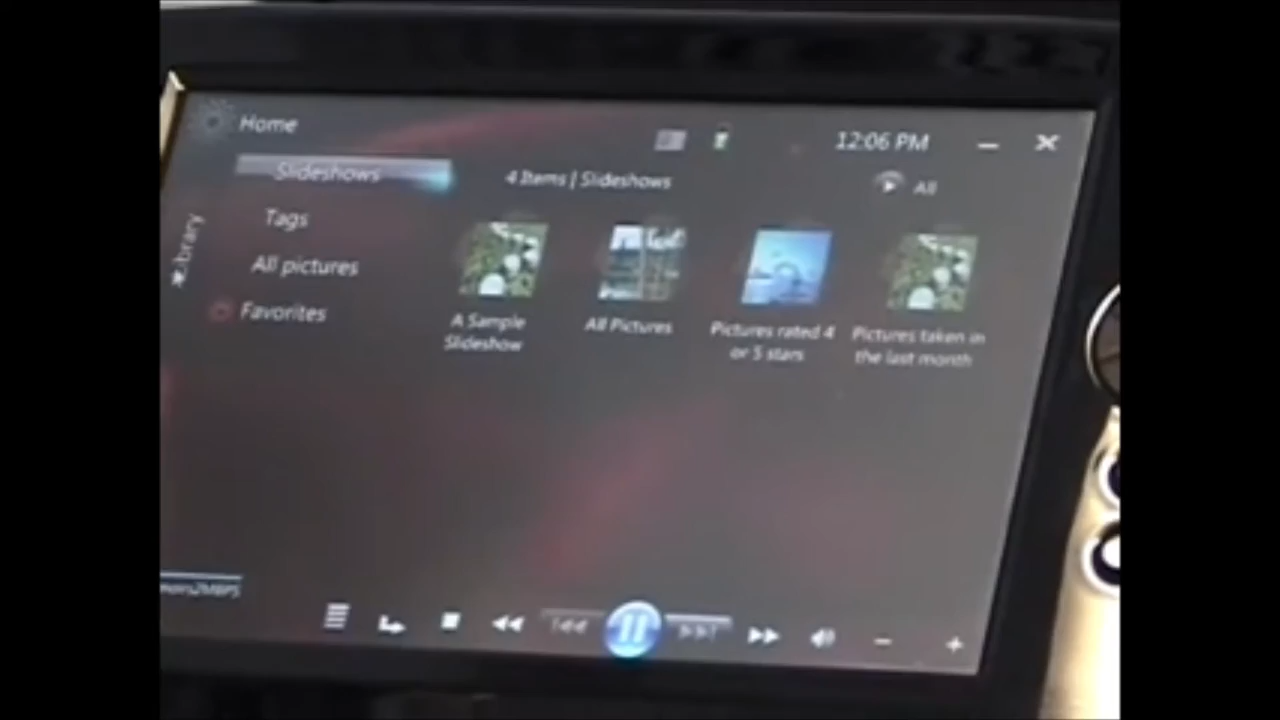 Home
12:06 PM
Slideshows
4 Items | Slideshows
All
Tags
All pictures
Favorites
A Sample
Slideshow
All Pictures
Pictures rated 4
or 5 stars
Pictures taken in
the last month